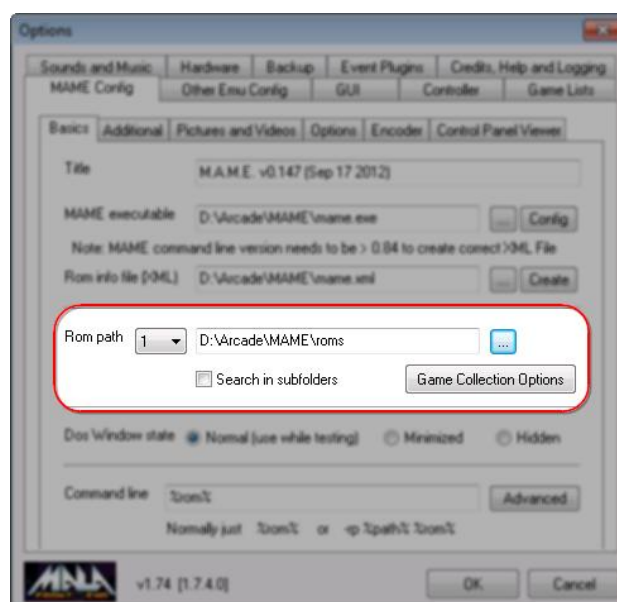 Options
Sounds and Music Hardware Backup Event Plugins Credits, Help and Logging
MAME Config Other Emu Config GUI Controller Game Lists
Basics Additional Pictures and Videos Options Encoder Control Panel Viewer
Title M.A.M.E. v0.147 (Sep 17 2012)
MAME executable D:\Arcade\MAME\mame.exe ... Config
Note: MAME command line version needs to be > 0.84 to create correct XML File
Rom info file (XML) D:\Arcade\MAME\mame.xml ... Create
Rom path 1 D:\Arcade\MAME\roms ...
Search in subfolders Game Collection Options
Dos Window state Normal (use while testing) Minimized Hidden
Command line %rom% Advanced
Normally just %rom% or -rp %path% %rom%
MALA v1.74 [1.7.4.0] OK Cancel